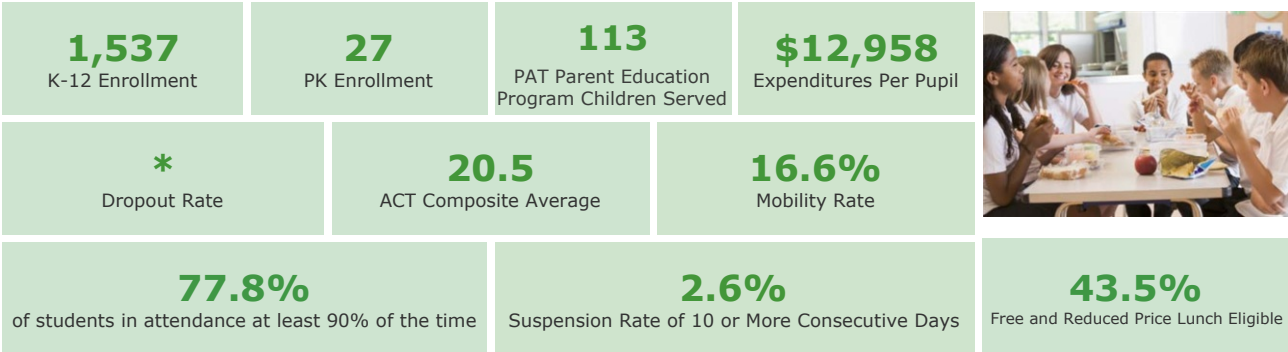 1,537
K-12 Enrollment
27
PK Enrollment
113
PAT Parent Education
Program Children Served
$12,958
Expenditures Per Pupil
*
Dropout Rate
20.5
ACT Composite Average
16.6%
Mobility Rate
77.8%
of students in attendance at least 90% of the time
2.6%
Suspension Rate of 10 or More Consecutive Days
43.5%
Free and Reduced Price Lunch Eligible